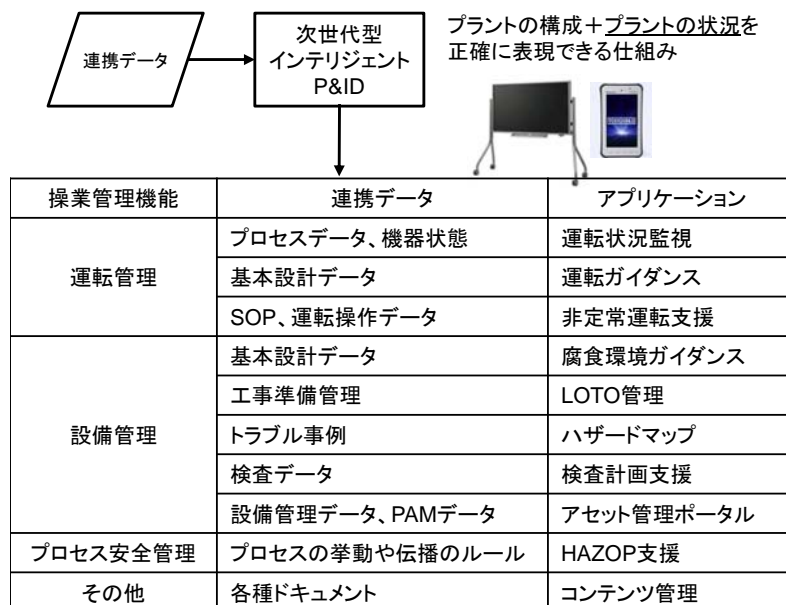 連携データ
次世代型
インテリジェント
P&ID
プラントの構成+プラントの状況を
正確に表現できる仕組み
操業管理機能 連携データ アプリケーション
運転管理 プロセスデータ、機器状態 運転状況監視
基本設計データ 運転ガイダンス
SOP、運転操作データ 非定常運転支援
設備管理 基本設計データ 腐食環境ガイダンス
工事準備管理 LOTO管理
トラブル事例 ハザードマップ
検査データ 検査計画支援
設備管理データ、PAMデータ アセット管理ポータル
プロセス安全管理 プロセスの挙動や伝播のルール HAZOP支援
その他 各種ドキュメント コンテンツ管理